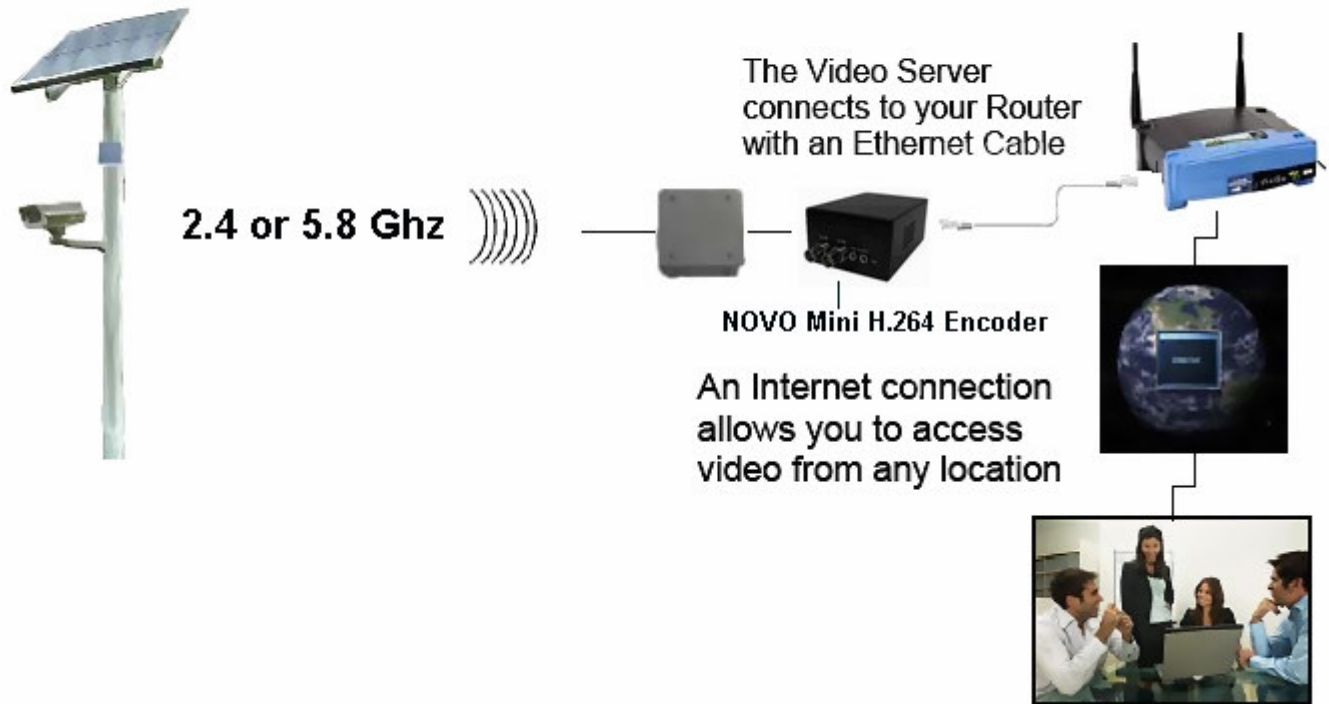 The Video Server
connects to your Router
with an Ethernet Cable
2.4 or 5.8 Ghz
NOVO Mini H.264 Encoder
An Internet connection
allows you to access
video from any location